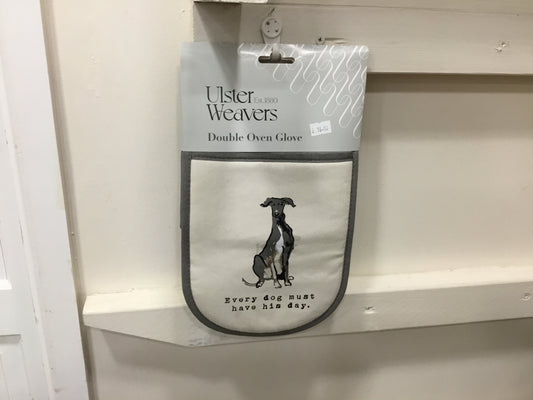 Ulster
Est.1880
Weavers
Double Oven Glove
Every dog must
have his day.